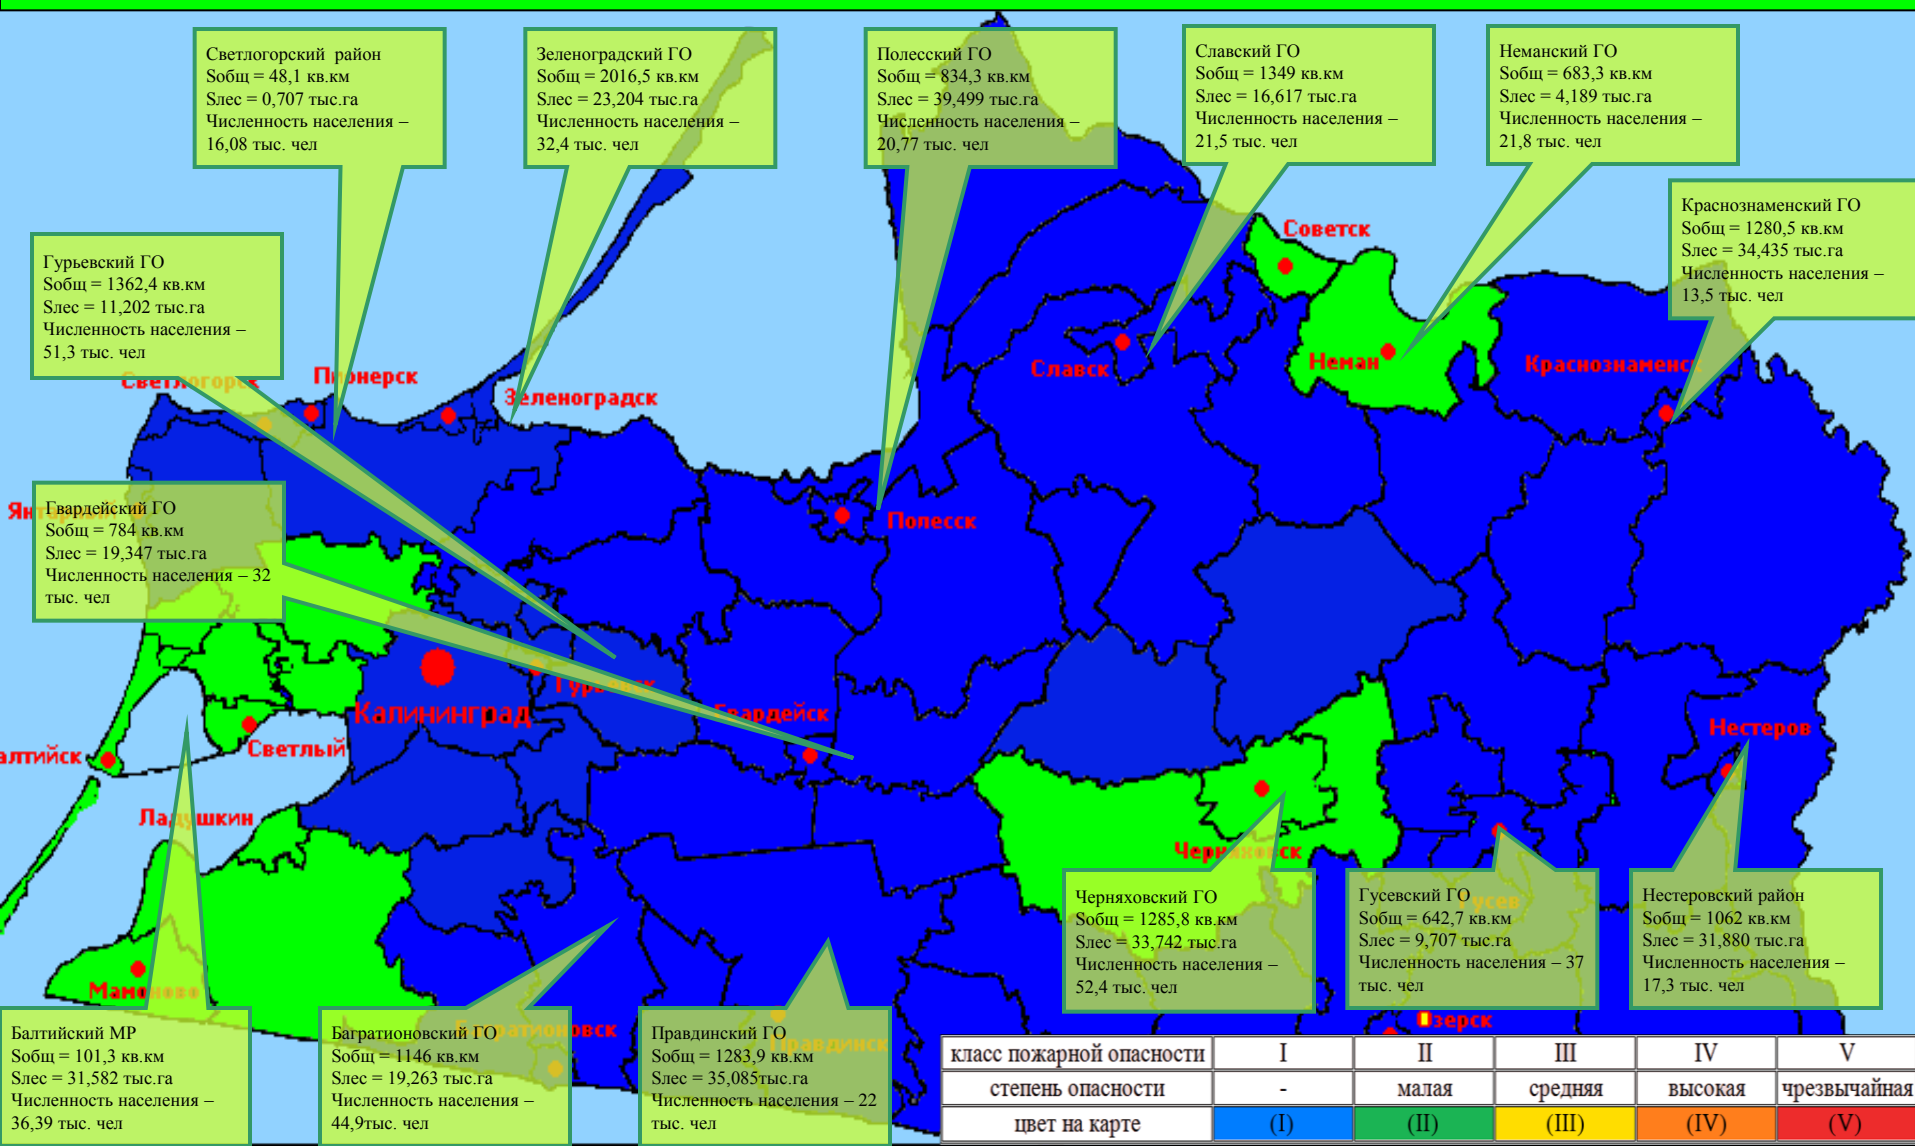 Светлогорский район
Sобщ = 48,1 кв.км
Sлес = 0,707 тыс.га
Численность населения –
16,08 тыс. чел
Зеленоградский ГО
Sобщ = 2016,5 кв.км
Sлес = 23,204 тыс.га
Численность населения –
32,4 тыс. чел
Полесский ГО
Sобщ = 834,3 кв.км
Sлес = 39,499 тыс.га
Численность населения –
20,77 тыс. чел
Славский ГО
Sобщ = 1349 кв.км
Sлес = 16,617 тыс.га
Численность населения –
21,5 тыс. чел
Неманский ГО
Sобщ = 683,3 кв.км
Sлес = 4,189 тыс.га
Численность населения –
21,8 тыс. чел
Краснознаменский ГО
Sобщ = 1280,5 кв.км
Sлес = 34,435 тыс.га
Численность населения –
13,5 тыс. чел
Гурьевский ГО
Sобщ = 1362,4 кв.км
Sлес = 11,202 тыс.га
Численность населения –
51,3 тыс. чел
Советск
Неман
Славск
Краснознаменск
Светлогорск
Пионерск
Зеленоградск
Гвардейский ГО
Sобщ = 784 кв.км
Sлес = 19,347 тыс.га
Численность населения – 32
тыс. чел
Полесск
Гурьевск
Калининград
Гвардейск
Нестеров
Светлый
алтийск
Ладушкин
Черняховск
Мамоново
Черняховский ГО
Sобщ = 1285,8 кв.км
Sлес = 33,742 тыс.га
Численность населения –
52,4 тыс. чел
Гусевский ГО
Sобщ = 642,7 кв.км
Sлес = 9,707 тыс.га
Численность населения – 37
тыс. чел
Гусев
Нестеровский район
Sобщ = 1062 кв.км
Sлес = 31,880 тыс.га
Численность населения –
17,3 тыс. чел
Балтийский МР
Sобщ = 101,3 кв.км
Sлес = 31,582 тыс.га
Численность населения –
36,39 тыс. чел
Багратионовский ГО
Sобщ = 1146 кв.км
Sлес = 19,263 тыс.га
Численность населения –
44,9тыс. чел
Багратионовск
Правдинский ГО
Sобщ = 1283,9 кв.км
Sлес = 35,085тыс.га
Численность населения – 22
тыс. чел
Правдинск
Озерск
класс пожарной опасности I II III IV V
степень опасности - малая средняя высокая чрезвычайная
цвет на карте (I) (II) (III) (IV) (V)